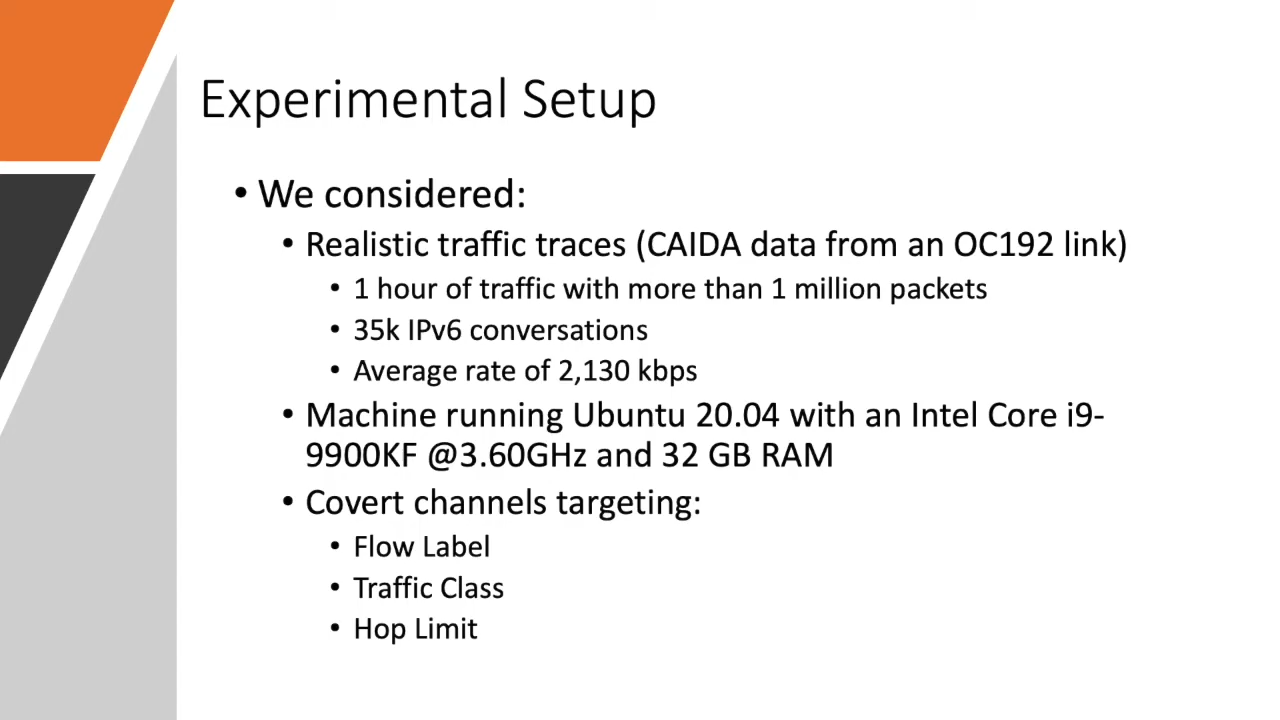 Experimental Setup
• We considered:
• Realistic traffic traces (CAIDA data from an OC192 link)
• 1 hour of traffic with more than 1 million packets
• 35k IPv6 conversations
• Average rate of 2,130 kbps
• Machine running Ubuntu 20.04 with an Intel Core i9-
9900KF @3.60GHz and 32 GB RAM
• Covert channels targeting:
• Flow Label
• Traffic Class
• Hop Limit